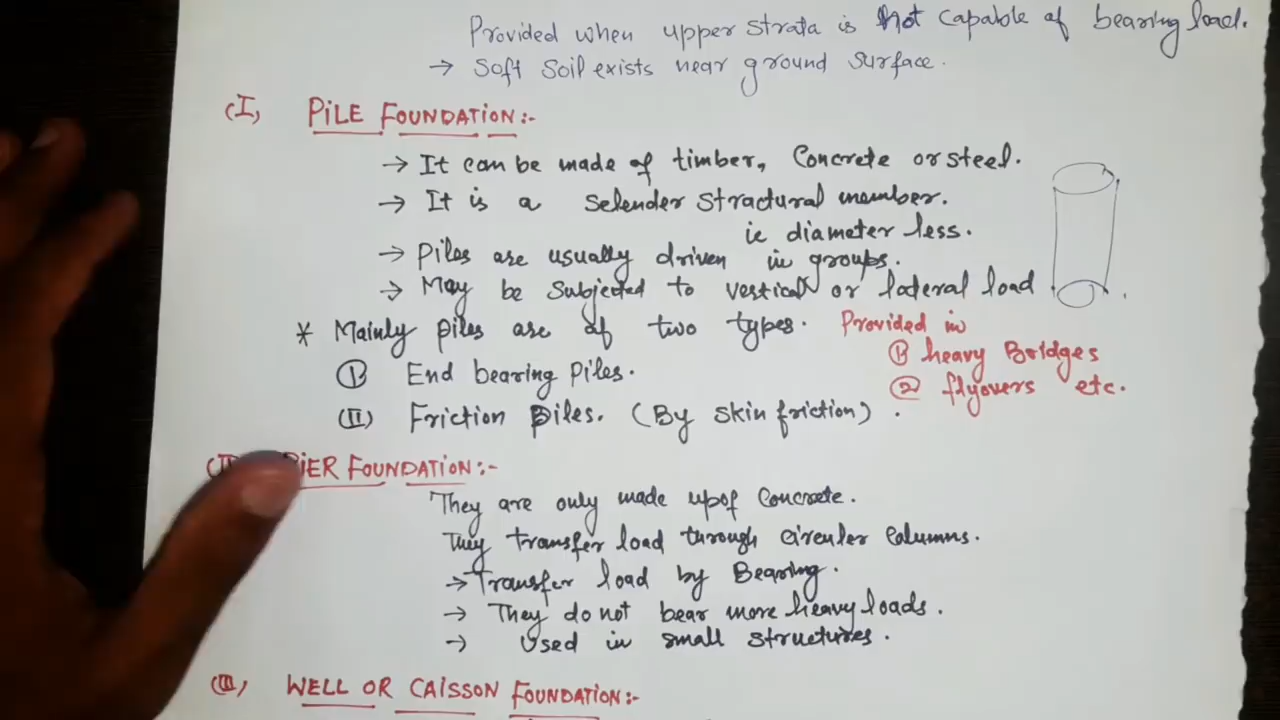 Provided when upper strata is not capable of bearing load.
→ Soft Soil exists near ground surface.
(I) PILE FOUNDATION:-
→ It can be made of timber, Concrete or steel.
→ It is a Selender Stractural member.
ie diameter less.
→ Piles are usually driven in groups.
→ May be Subjected to vertical or lateral load
* Mainly piles are of two types.
(I) End bearing Piles.
(II) Friction Piles. (By skin friction)
Provided in
① heavy Bridges
② flyovers etc.
PIER FOUNDATION:-
They are only made upof Concrete.
They transfer load through circular Columns.
→ Transfer load by Bearing.
→ They do not bear more heavy loads.
→ Used in small structures.
(III) WELL OR CAISSON FOUNDATION:-